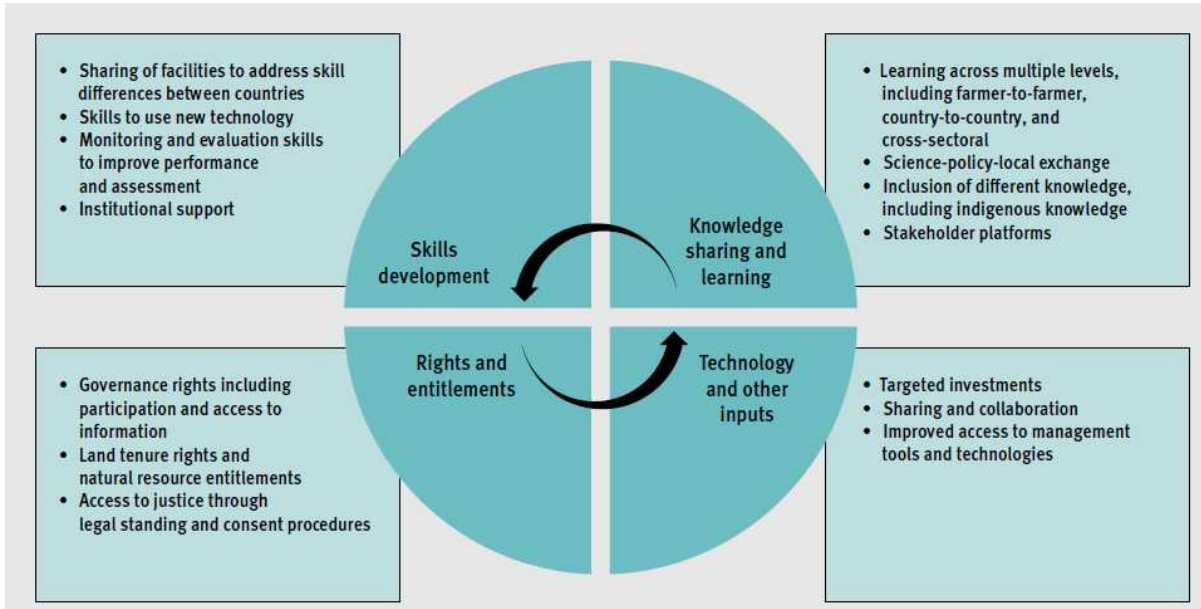 • Sharing of facilities to address skill
differences between countries
• Skills to use new technology
• Monitoring and evaluation skills
to improve performance
and assessment
• Institutional support
• Learning across multiple levels,
including farmer-to-farmer,
country-to-country, and
cross-sectoral
• Science-policy-local exchange
• Inclusion of different knowledge,
including indigenous knowledge
• Stakeholder platforms
Skills
development
Knowledge
sharing and
learning
Rights and
entitlements
Technology
and other
inputs
• Governance rights including
participation and access to
information
• Land tenure rights and
natural resource entitlements
• Access to justice through
legal standing and consent procedures
• Targeted investments
• Sharing and collaboration
• Improved access to management
tools and technologies